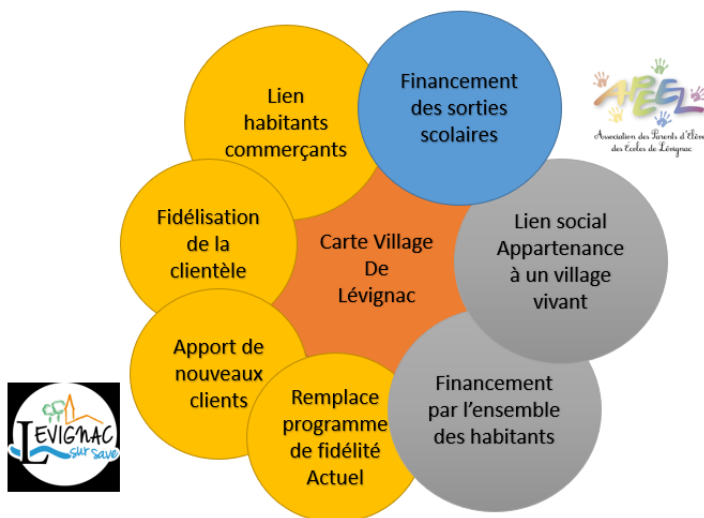 Financement
des sorties
scolaires
Lien
habitants
commerçants
APEEL
Association des Parents d'Elèves
des Ecoles de Lévignac
Fidélisation
de la
clientèle
Carte Village
De
Lévignac
Lien social
Appartenance
à un village
vivant
Apport de
nouveaux
clients
Remplace
programme
de fidélité
Actuel
Financement
par l'ensemble
des habitants
LEVIGNAC
sur save